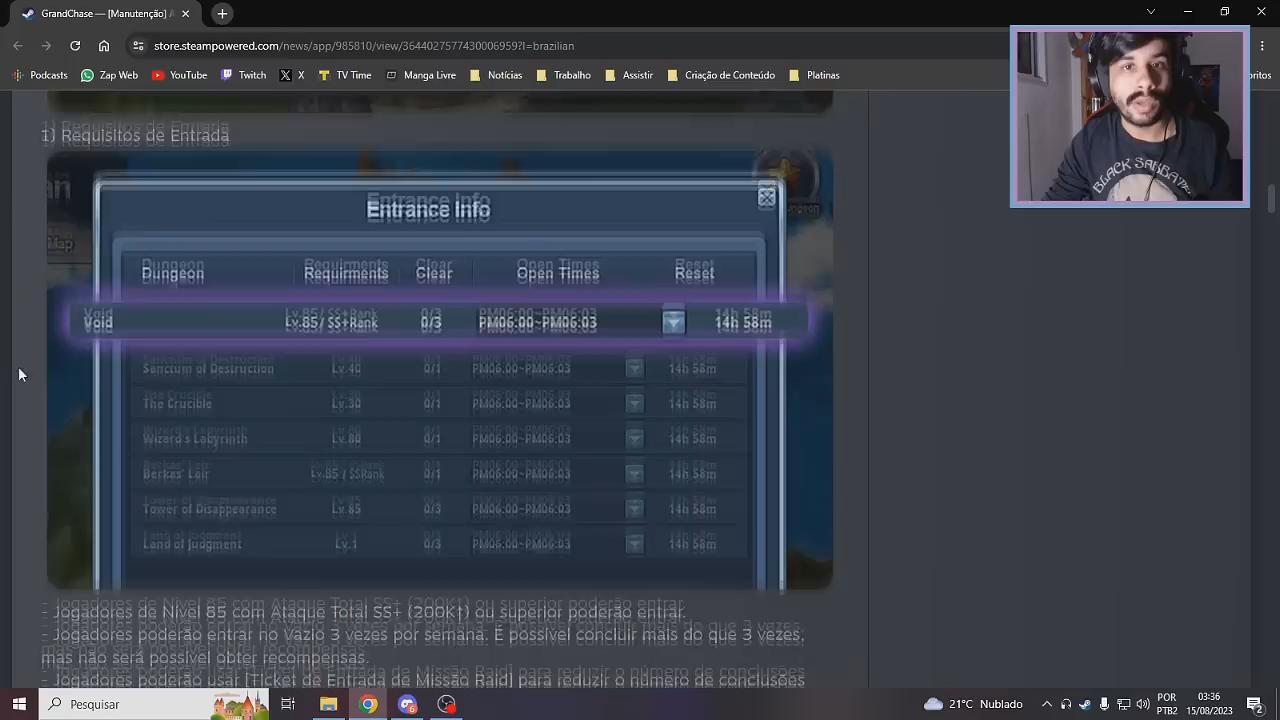 GrandChase — [Manutenção] A
store.steampowered.com/news/app/985810/view/3644027577430006959?l=brazilian
Podcasts Zap Web YouTube Twitch X TV Time Mangá Livre Notícias Trabalho Assistir Criação de Conteúdo Platinas
BLACK SABBATH
1) Requisitos de Entrada
Map
Entrance Info
Dungeon Requirments Clear Open Times Reset
Void Lv.85/ SS+Rank 0/3 PM06:00~PM06:03 14h 58m
Sanctum of Destruction Lv.40 0/1 PM06:00~PM06:03 14h 58m
The Crucible Lv.30 0/1 PM06:00~PM06:03 14h 58m
Wizard's Labyrinth Lv.80 0/1 PM06:00~PM06:03 14h 58m
Berkas' Lair Lv.85 / SSRank 0/1 PM06:00~PM06:03 14h 58m
Tower of Disappearance Lv.85 0/3 PM06:00~PM06:03 14h 58m
Land of Judgment Lv.1 0/3 PM06:00~PM06:03 14h 58m
- Jogadores de Nível 85 com Ataque Total SS+ (200K↑) ou superior poderão entrar.
- Jogadores poderão entrar no Vazio 3 vezes por semana. É possível concluir mais do que 3 vezes,
mas não será possível obter recompensas.
- Jogadores poderão usar [Ticket de Entrada de Missão Raid] para reduzir o número de conclusões
Pesquisar
21°C Nublado
POR
PTB2
03:36
15/08/2023
2